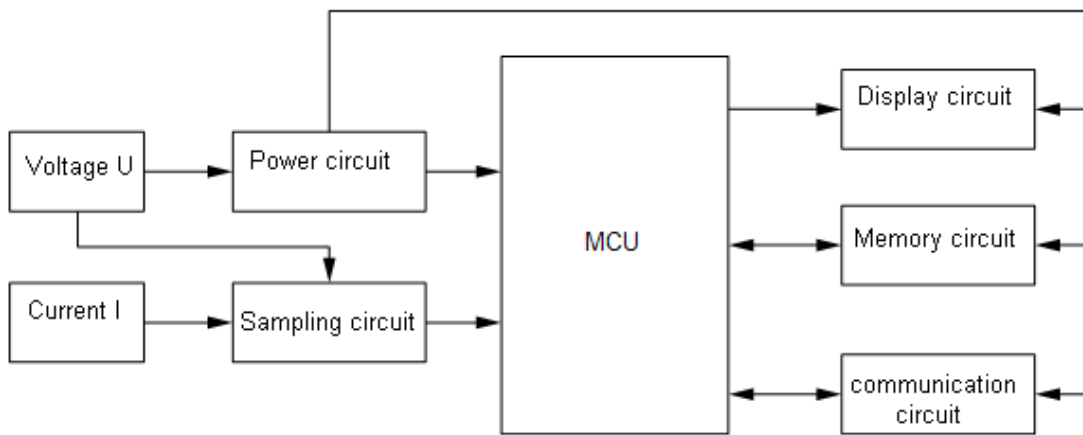 Display circuit
Voltage U
Power circuit
MCU
Memory circuit
Current I
Sampling circuit
communication
circuit